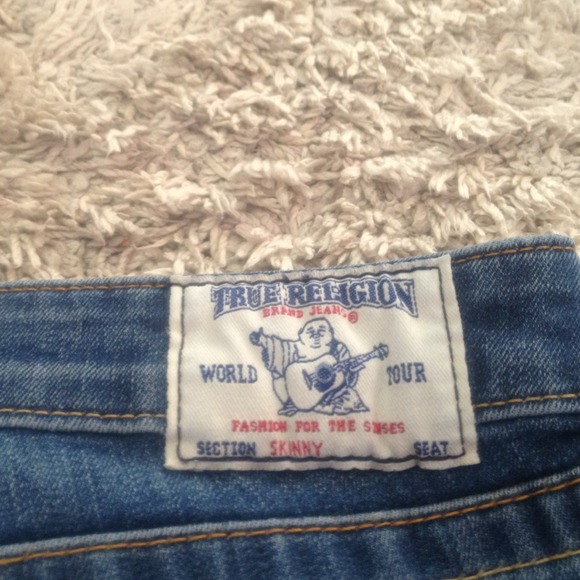 TRUE RELIGION
BRAND JEANS®
WORLD TOUR
FASHION FOR THE SENSES
SECTION SKINNY SEAT